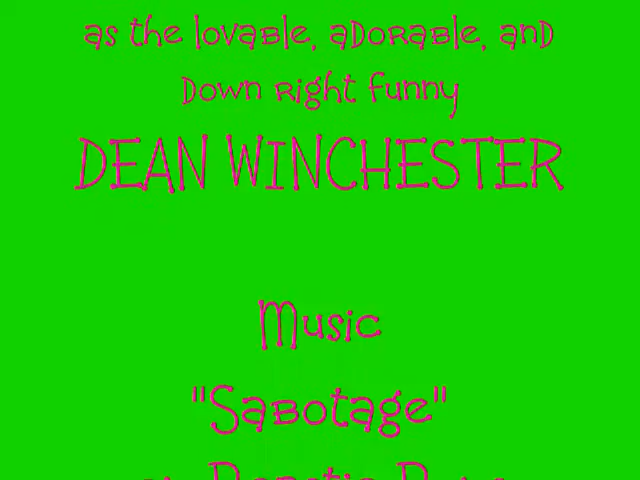 as the lovable, adorable, and
down right funny
DEAN WINCHESTER
Music
"Sabotage"